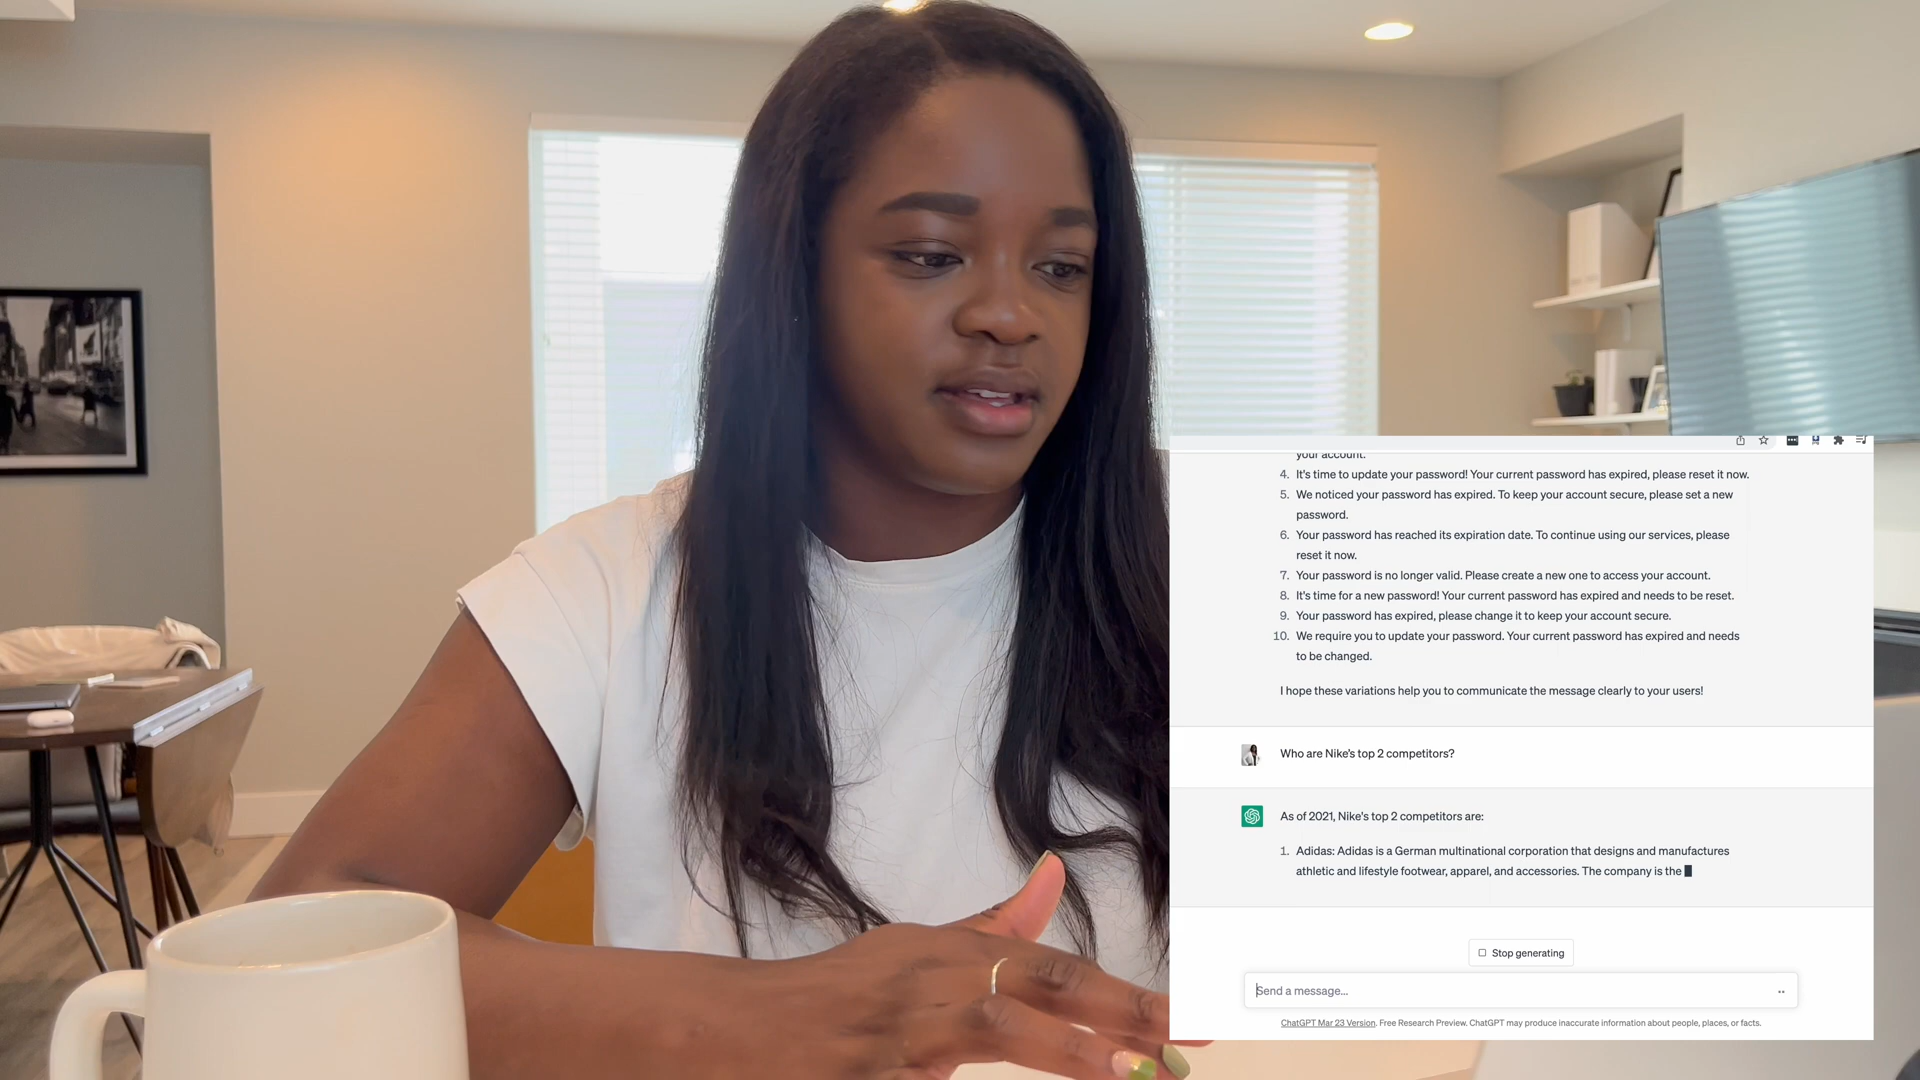 your account.
4. It's time to update your password! Your current password has expired, please reset it now.
5. We noticed your password has expired. To keep your account secure, please set a new
password.
6. Your password has reached its expiration date. To continue using our services, please
reset it now.
7. Your password is no longer valid. Please create a new one to access your account.
8. It's time for a new password! Your current password has expired and needs to be reset.
9. Your password has expired, please change it to keep your account secure.
10. We require you to update your password. Your current password has expired and needs
to be changed.
I hope these variations help you to communicate the message clearly to your users!
Who are Nike's top 2 competitors?
As of 2021, Nike's top 2 competitors are:
1. Adidas: Adidas is a German multinational corporation that designs and manufactures
athletic and lifestyle footwear, apparel, and accessories. The company is the
Stop generating
Send a message...
ChatGPT Mar 23 Version. Free Research Preview. ChatGPT may produce inaccurate information about people, places, or facts.